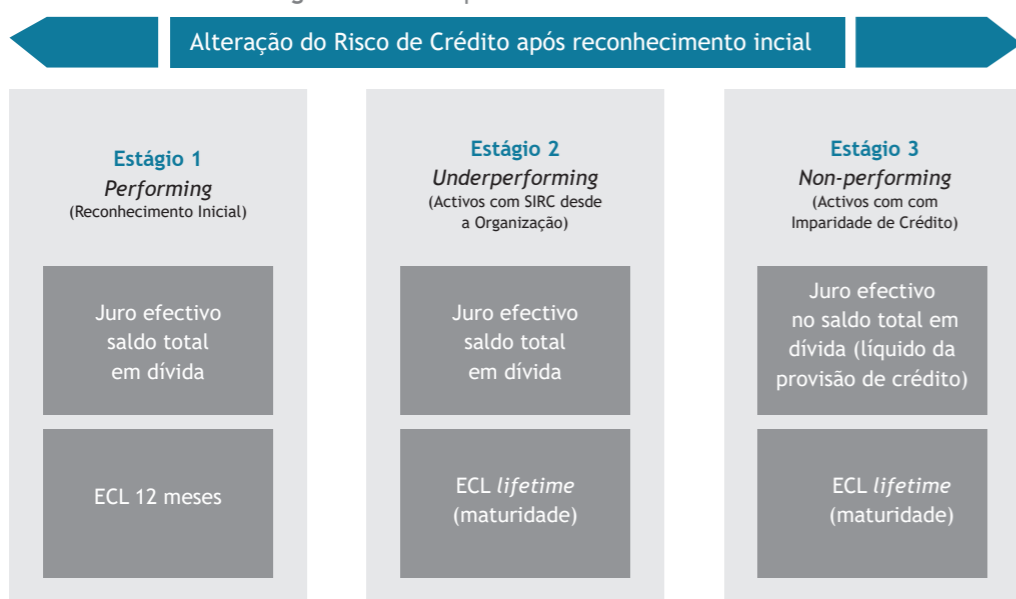 Alteração do Risco de Crédito após reconhecimento incial
Estágio 1
Performing
(Reconhecimento Inicial)
Juro efectivo
saldo total
em dívida
ECL 12 meses
Estágio 2
Underperforming
(Activos com SIRC desde
a Organização)
Juro efectivo
saldo total
em dívida
ECL lifetime
(maturidade)
Estágio 3
Non-performing
(Activos com com
Imparidade de Crédito)
Juro efectivo
no saldo total em
dívida (líquido da
provisão de crédito)
ECL lifetime
(maturidade)